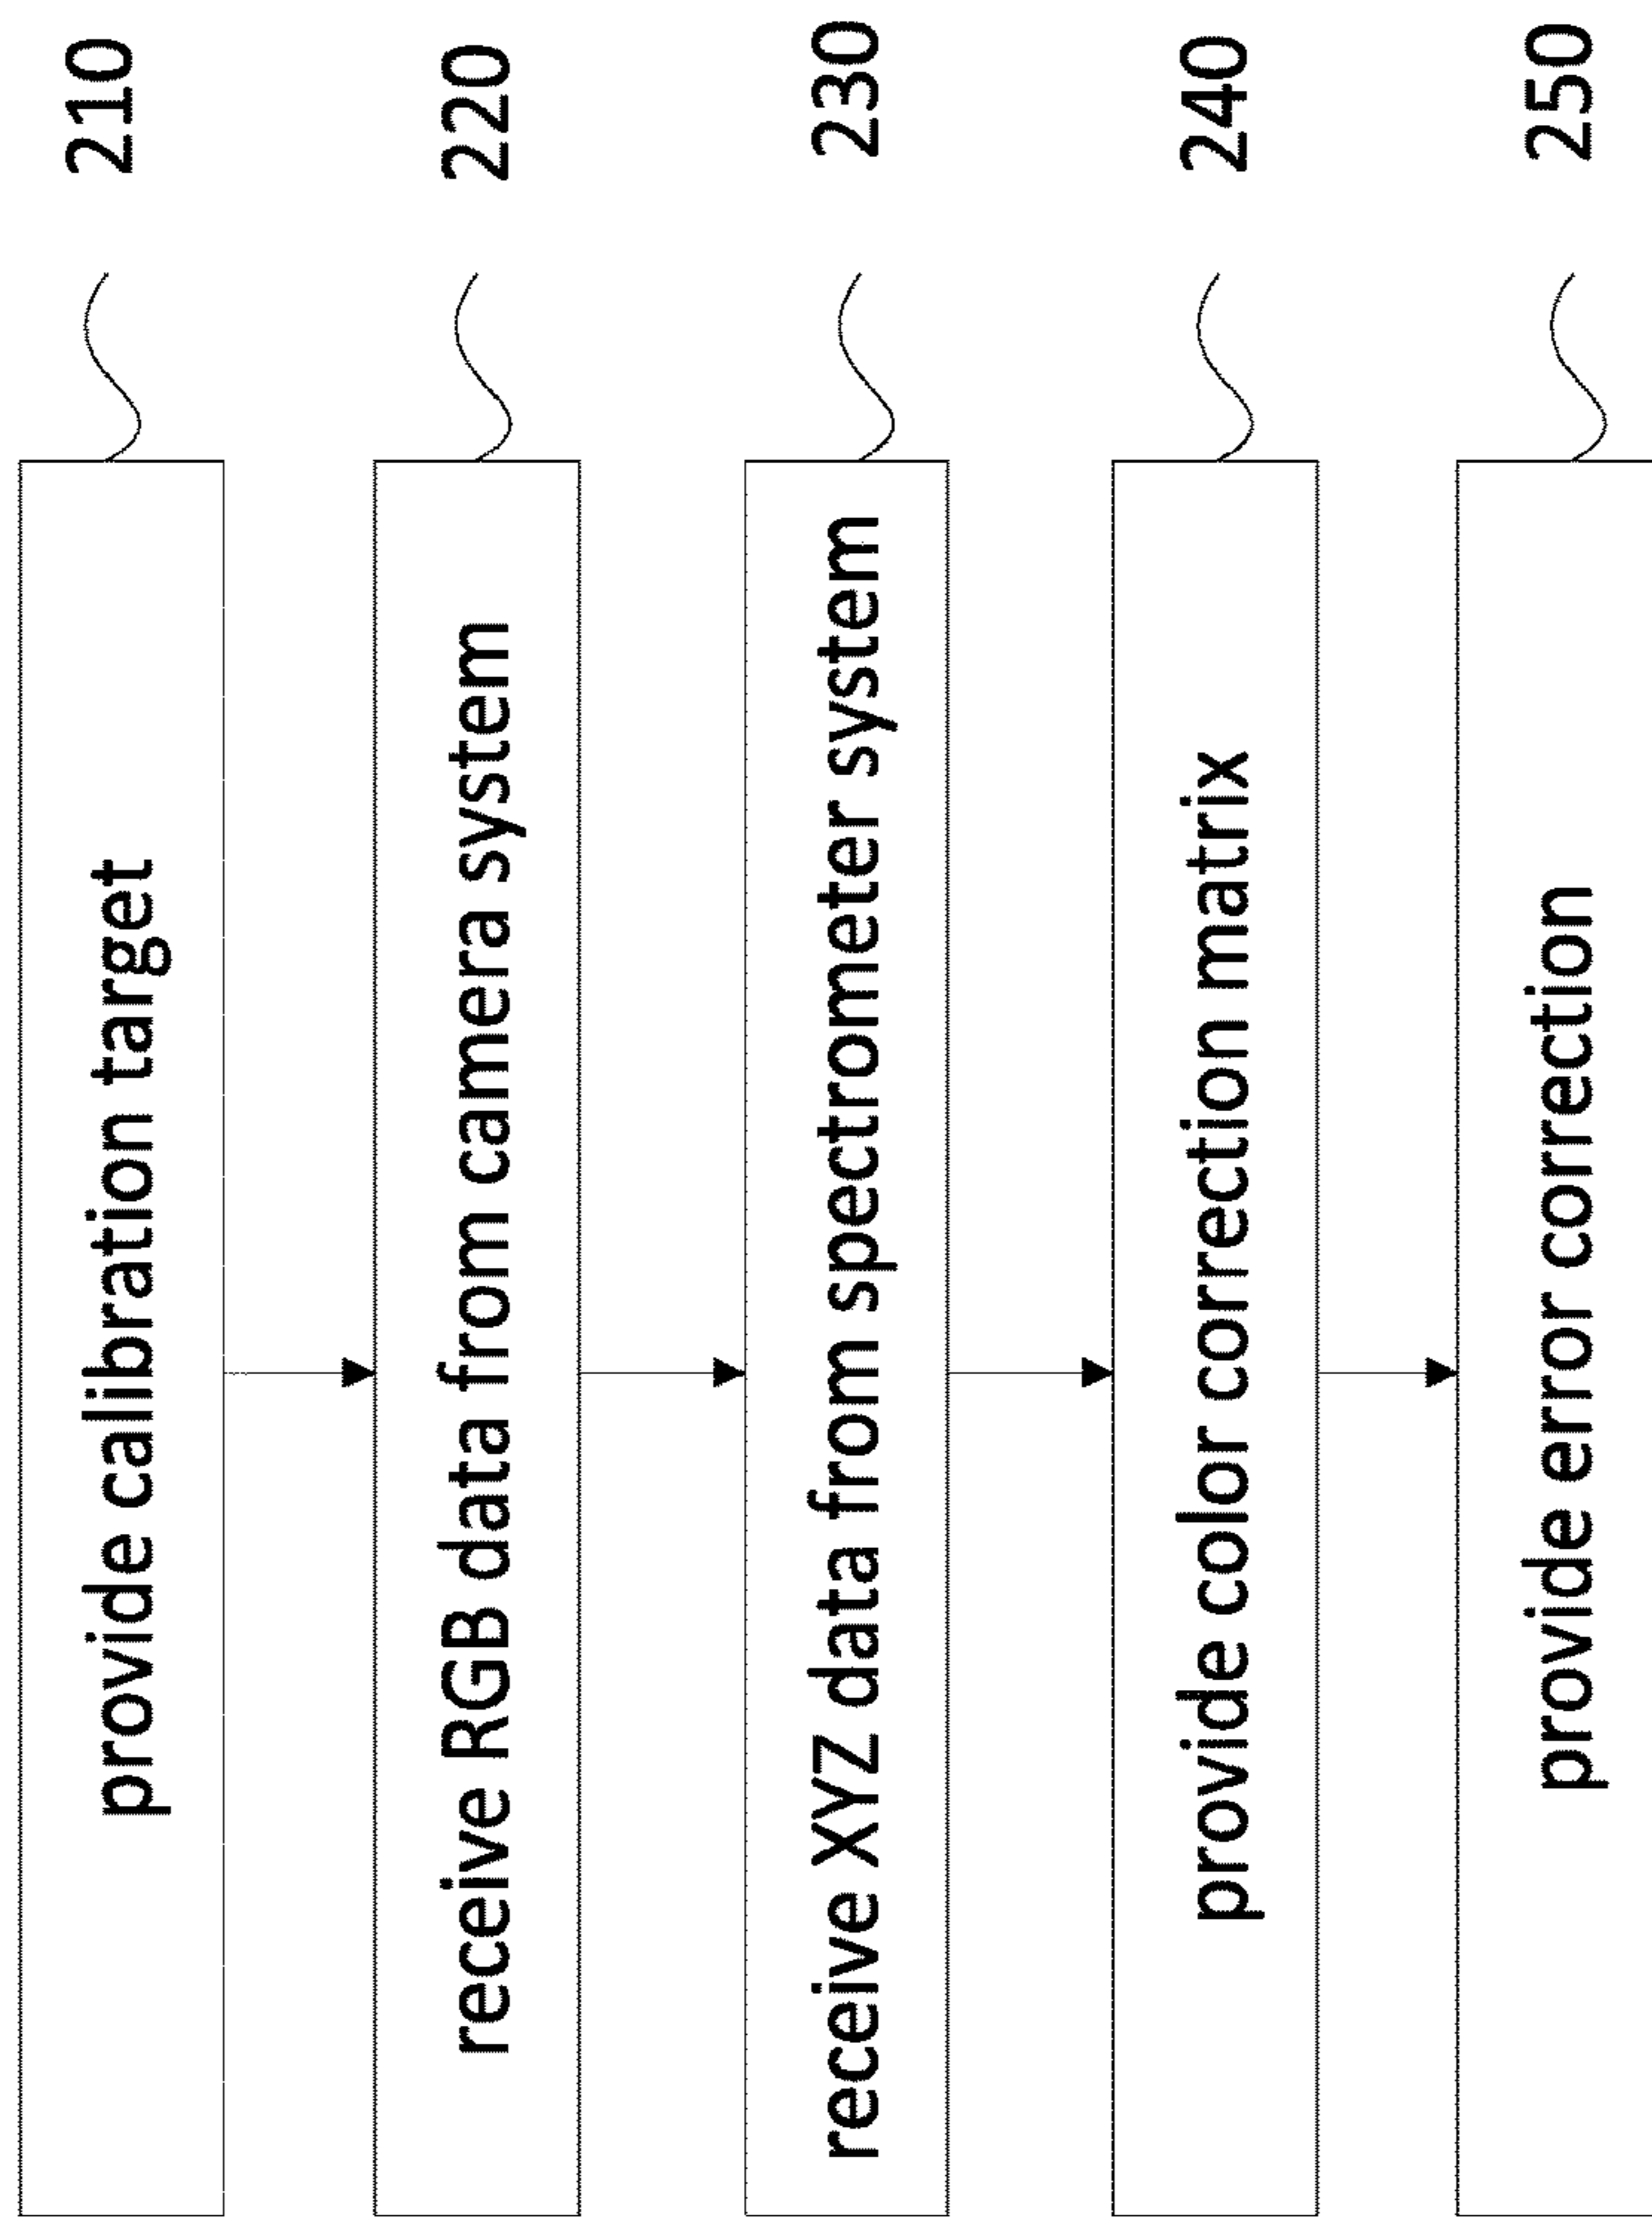 provide calibration target 210
receive RGB data from camera system 220
receive XYZ data from spectrometer system 230
provide color correction matrix 240
provide error correction 250